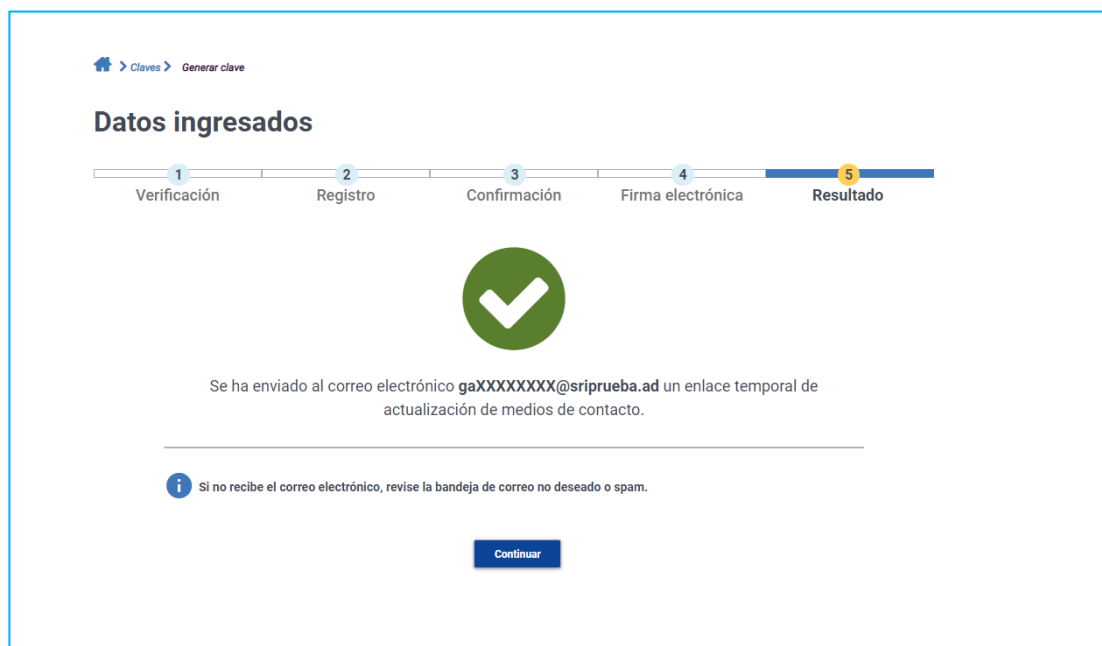 Claves Generar clave
Datos ingresados
1 2 3 4 5
Verificación Registro Confirmación Firma electrónica Resultado
Se ha enviado al correo electrónico gaXXXXXXXX@sriprueba.ad un enlace temporal de
actualización de medios de contacto.
Si no recibe el correo electrónico, revise la bandeja de correo no deseado o spam.
Continuar